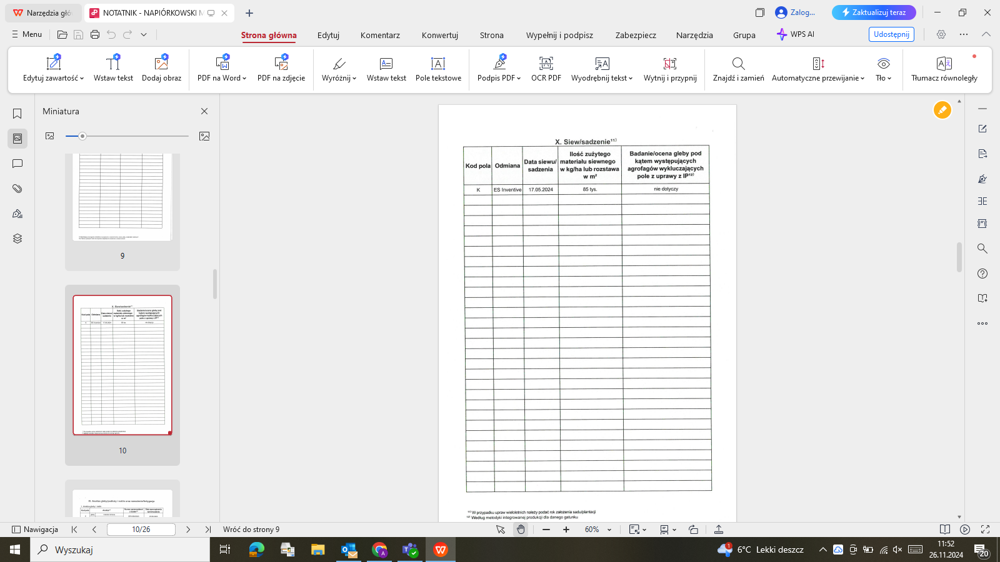 Narzędzia głó
NOTATNIK - NAPIÓRKOWSKI M
Zalog...
Zaktualizuj teraz
Menu
Strona główna
Edytuj
Komentarz
Konwertuj
Strona
Wypełnij i podpisz
Zabezpiecz
Narzędzia
Grupa
WPS AI
Udostępnij
Edytuj zawartość
Wstaw tekst
Dodaj obraz
PDF na Word
PDF na zdjęcie
Wyróżnij
Wstaw tekst
Pole tekstowe
Podpis PDF
OCR PDF
Wyodrębnij tekst
Wytnij i przypnij
Znajdź i zamień
Automatyczne przewijanie
Tło
Tłumacz równoległy
Miniatura
9
10
X. Siew/sadzenie¹¹⁾
Kod pola
Odmiana
Data siewu/
sadzenia
Ilość zużytego
materiału siewnego
w kg/ha lub rozstawa
w m²
Badanie/ocena gleby pod
kątem występujących
agrofagów wykluczających
pole z uprawy z IP¹²⁾
K
ES Inventive
17.05.2024
85 tys.
nie dotyczy
¹¹⁾ W przypadku upraw wieloletnich należy podać rok założenia sadu/plantacji
¹²⁾ Według metodyki integrowanej produkcji dla danego gatunku
Nawigacja
10/26
Wróć do strony 9
60%
Wyszukaj
1
6°C Lekki deszcz
11:52
26.11.2024
20